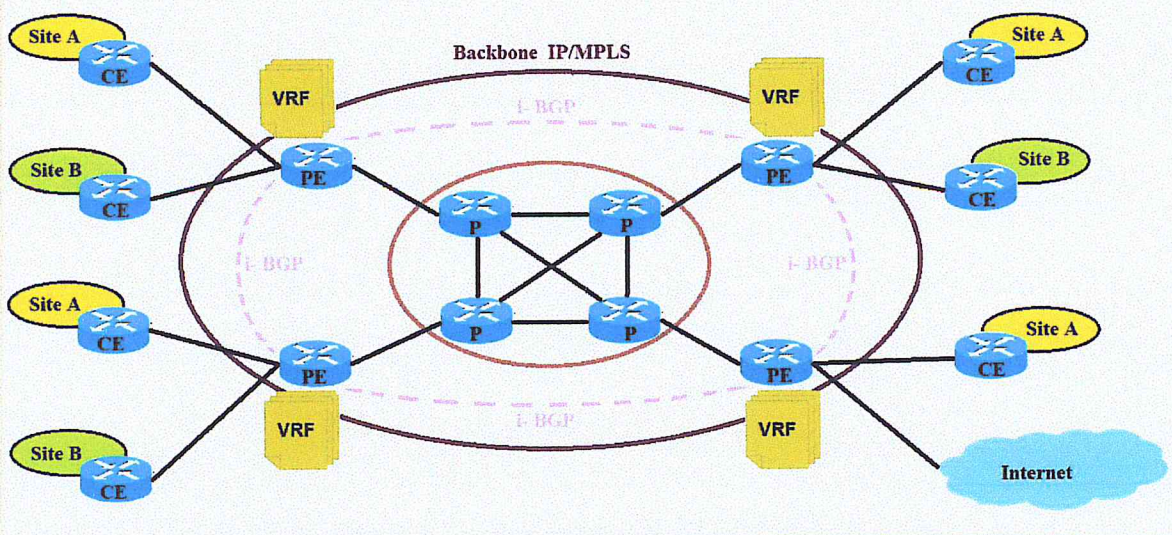 Site A
CE
Site B
CE
Site A
CE
Site B
CE
Backbone IP/MPLS
VRF
VRF
i- BGP
PE
PE
P
P
i- BGP
i- BGP
P
P
PE
PE
VRF
VRF
i- BGP
Site A
CE
Site B
CE
Site A
CE
Internet